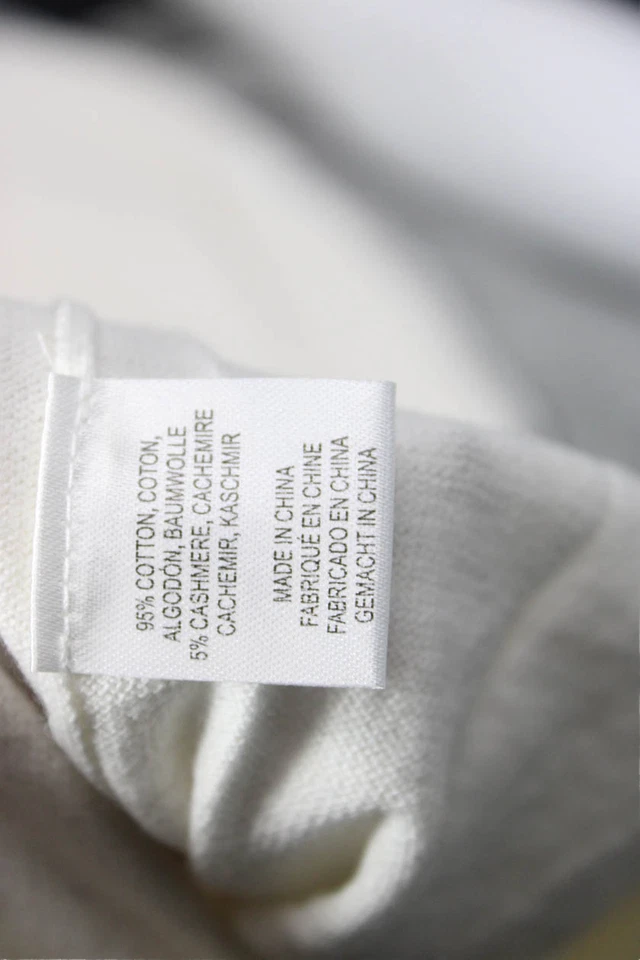 95% COTTON, COTON,
ALGODÓN, BAUMWOLLE
5% CASHMERE, CACHEMIRE
CACHEMIR, KASCHMIR
MADE IN CHINA
FABRIQUÉ EN CHINE
FABRICADO EN CHINA
GEMACHT IN CHINA